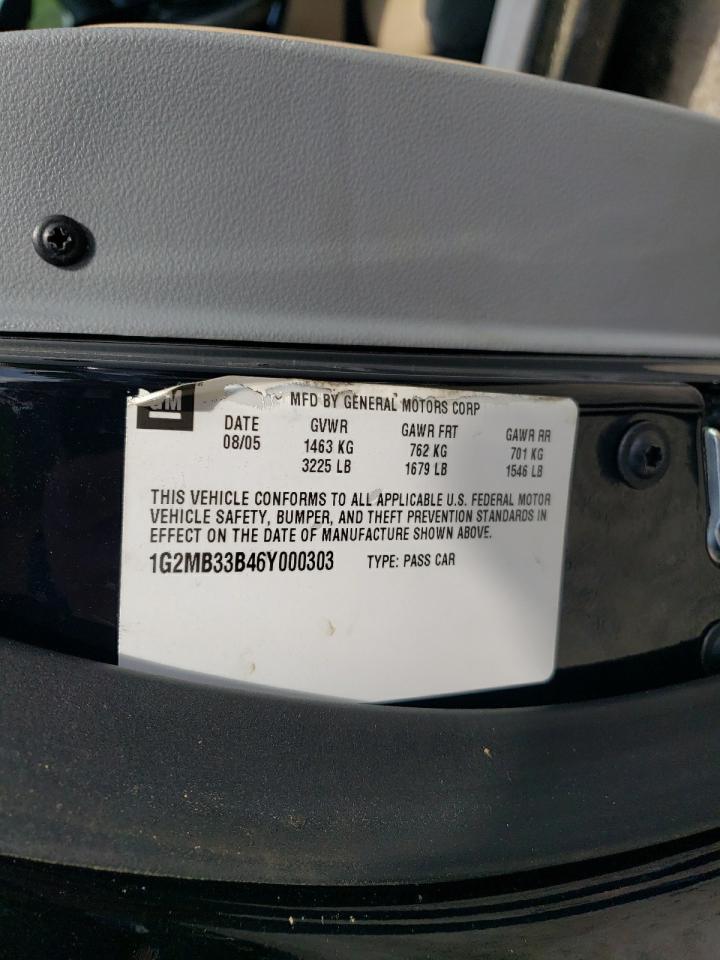 GM
MFD BY GENERAL MOTORS CORP
DATE GVWR GAWR FRT GAWR RR
08/05 1463 KG 762 KG 701 KG
3225 LB 1679 LB 1546 LB
THIS VEHICLE CONFORMS TO ALL APPLICABLE U.S. FEDERAL MOTOR
VEHICLE SAFETY, BUMPER, AND THEFT PREVENTION STANDARDS IN
EFFECT ON THE DATE OF MANUFACTURE SHOWN ABOVE.
1G2MB33B46Y000303 TYPE: PASS CAR